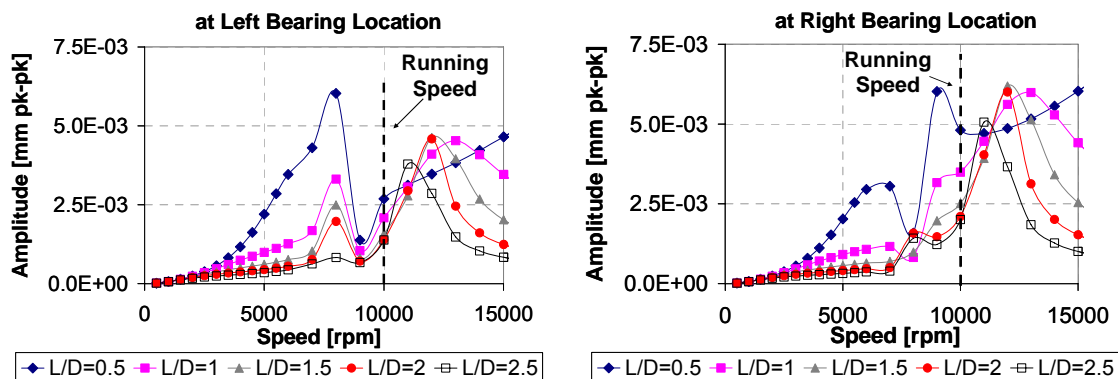 at Left Bearing Location
7.5E-03
5.0E-03
2.5E-03
0.0E+00
Amplitude [mm pk-pk]
Running
Speed
0
5000
10000
15000
Speed [rpm]
L/D=0.5
L/D=1
L/D=1.5
L/D=2
L/D=2.5
at Right Bearing Location
7.5E-03
5.0E-03
2.5E-03
0.0E+00
Amplitude [mm pk-pk]
Running
Speed
0
5000
10000
15000
Speed [rpm]
L/D=0.5
L/D=1
L/D=1.5
L/D=2
L/D=2.5